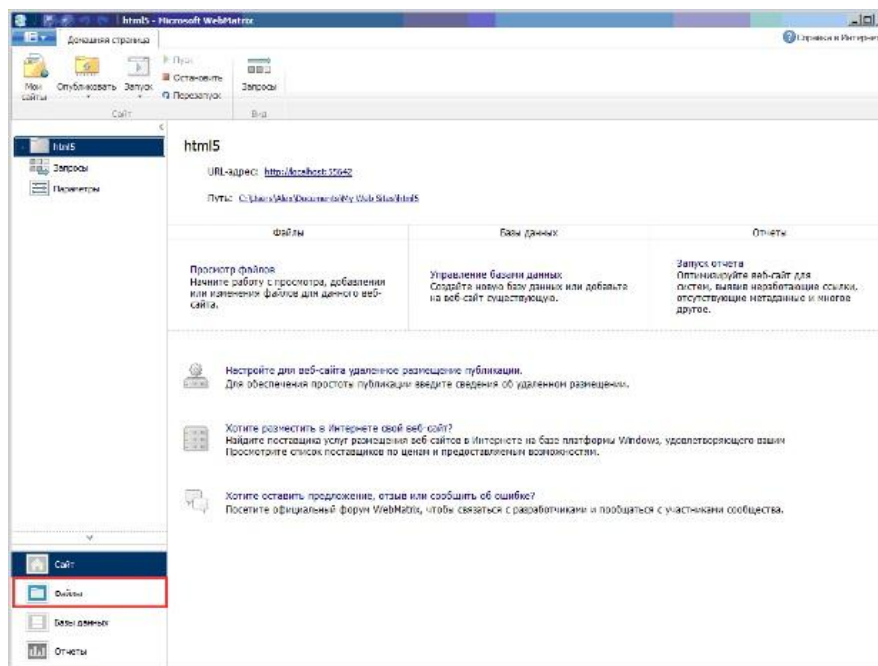 html5 - Microsoft WebMatrix
Домашняя страница
Справка в Интернет
Мои сайты
Опубликовать
Запуск
Пуск
Остановить
Перезапуск
Запросы
Сайт
Вид
html5
Запросы
Параметры
html5
URL-адрес: http://localhost:55642
Путь: C:\Users\Alex\Documents\My Web Sites\html5
Файлы
Базы данных
Отчеты
Просмотр файлов
Начните работу с просмотра, добавления
или изменения файлов для данного веб-
сайта.
Управление базами данных
Создайте новую базу данных или добавьте
на веб-сайт существующую.
Запуск отчета
Оптимизируйте веб-сайт для
систем, выявив неработающие ссылки,
отсутствующие метаданные и многое
другое.
Настройте для веб-сайта удаленное размещение публикации.
Для обеспечения простоты публикации введите сведения об удаленном размещении.
Хотите разместить в Интернете свой веб-сайт?
Найдите поставщика услуг размещения веб-сайтов в Интернете на базе платформы Windows, удовлетворяющего вашим
Просмотрите список поставщиков по ценам и предоставляемым возможностям.
Хотите оставить предложение, отзыв или сообщить об ошибке?
Посетите официальный форум WebMatrix, чтобы связаться с разработчиками и пообщаться с участниками сообщества.
Сайт
Файлы
Базы данных
Отчеты